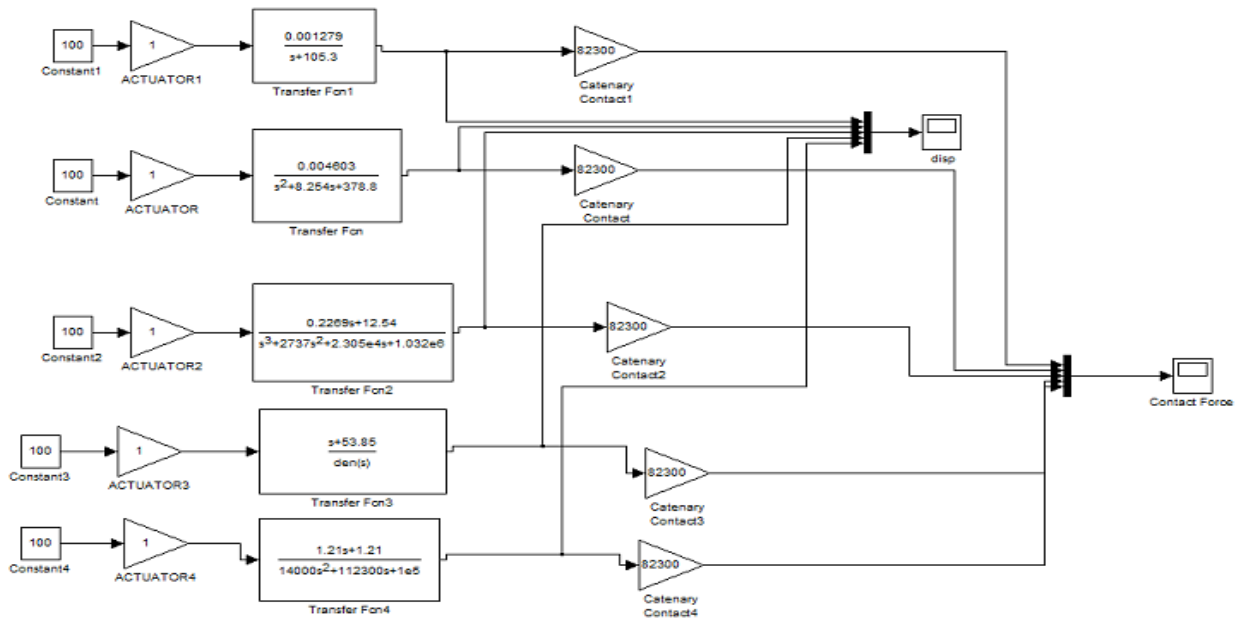 100
Constant1
1
ACTUATOR1
0.001279
s+105.3
Transfer Fcn1
82300
Catenary
Contact1
disp
100
Constant
1
ACTUATOR
0.004603
s2+8.254s+378.8
Transfer Fcn
82300
Catenary
Contact
100
Constant2
1
ACTUATOR2
0.2269s+12.54
s3+2737s2+2.305e4s+1.032e6
Transfer Fcn2
82300
Catenary
Contact2
Contact Force
100
Constant3
1
ACTUATOR3
s+53.85
den(s)
Transfer Fcn3
82300
Catenary
Contact3
100
Constant4
1
ACTUATOR4
1.21s+1.21
14000s2+112300s+1e5
Transfer Fcn4
82300
Catenary
Contact4